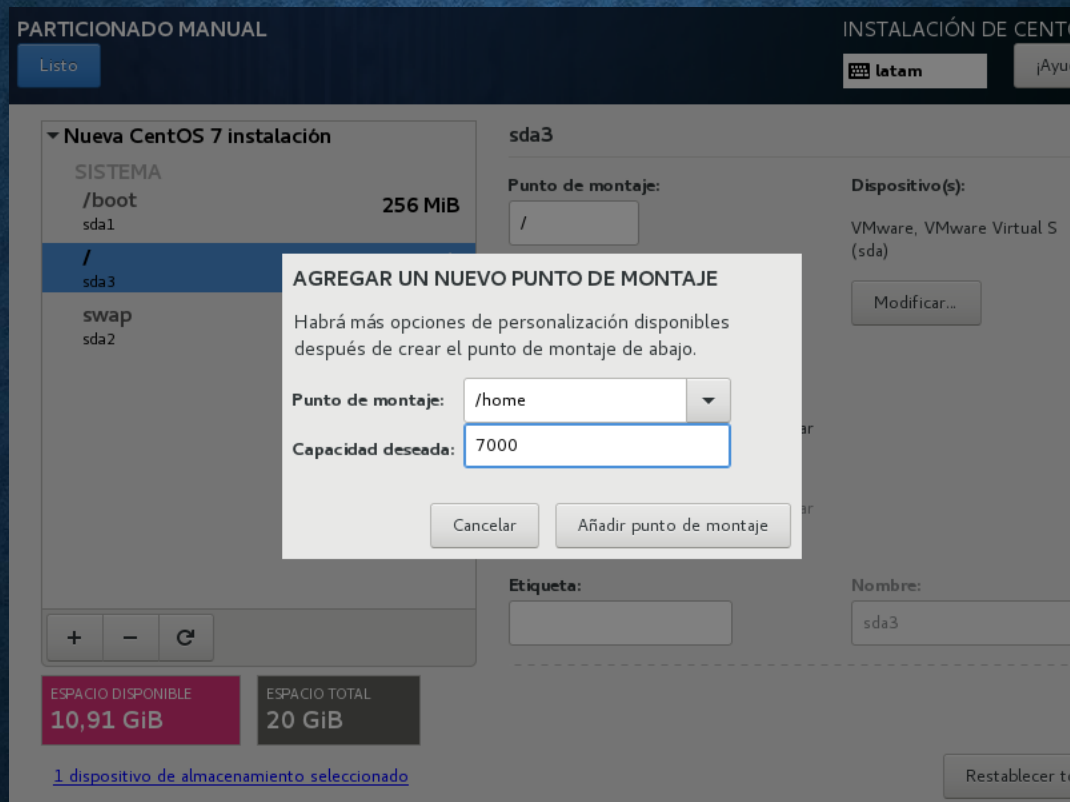 PARTICIONADO MANUAL
INSTALACIÓN DE CENT
Listo
latam
Nueva CentOS 7 instalación
SISTEMA
/boot
256 MiB
sda1
/
sda3
swap
sda2
sda3
Punto de montaje:
Dispositivo(s):
/
VMware, VMware Virtual S
(sda)
Modificar...
AGREGAR UN NUEVO PUNTO DE MONTAJE
Habrá más opciones de personalización disponibles
después de crear el punto de montaje de abajo.
Punto de montaje:
/home
Capacidad deseada:
7000
Cancelar
Añadir punto de montaje
ar
ar
Etiqueta:
Nombre:
sda3
+
-
ESPACIO DISPONIBLE
10,91 GiB
ESPACIO TOTAL
20 GiB
1 dispositivo de almacenamiento seleccionado
Restablecer